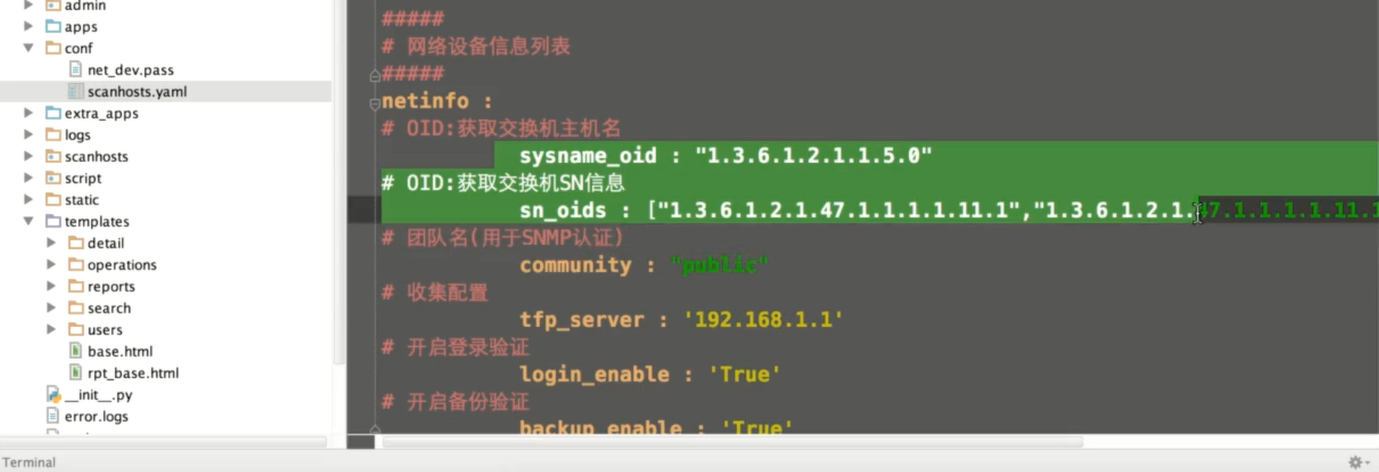 admin
apps
conf
net_dev.pass
scanhosts.yaml
extra_apps
logs
scanhosts
script
static
templates
detail
operations
reports
search
users
base.html
rpt_base.html
__init__.py
error.logs
#####
# 网络设备信息列表
#####
netinfo :
# OID:获取交换机主机名
sysname_oid : "1.3.6.1.2.1.1.5.0"
# OID:获取交换机SN信息
sn_oids : ["1.3.6.1.2.1.47.1.1.1.1.11.1","1.3.6.1.2.1.47.1.1.1.1.11.1
# 团队名(用于SNMP认证)
community : "public"
# 收集配置
tfp_server : '192.168.1.1'
# 开启登录验证
login_enable : 'True'
# 开启备份验证
backup_enable : 'True'
Terminal